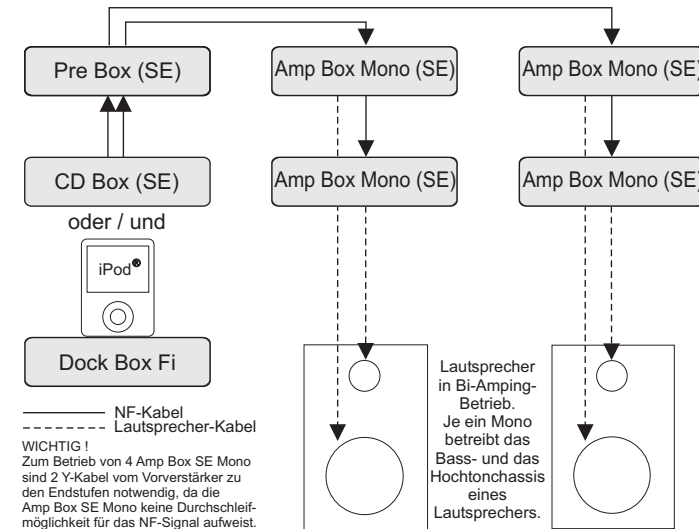 Pre Box (SE)
Amp Box Mono (SE)
Amp Box Mono (SE)
CD Box (SE)
Amp Box Mono (SE)
Amp Box Mono (SE)
oder / und
iPod®
Dock Box Fi
NF-Kabel
Lautsprecher-Kabel
WICHTIG !
Zum Betrieb von 4 Amp Box SE Mono
sind 2 Y-Kabel vom Vorverstärker zu
den Endstufen notwendig, da die
Amp Box SE Mono keine Durchschleif-
möglichkeit für das NF-Signal aufweist.
Lautsprecher
in Bi-Amping-
Betrieb.
Je ein Mono
betreibt das
Bass- und das
Hochtonchassis
eines
Lautsprechers.